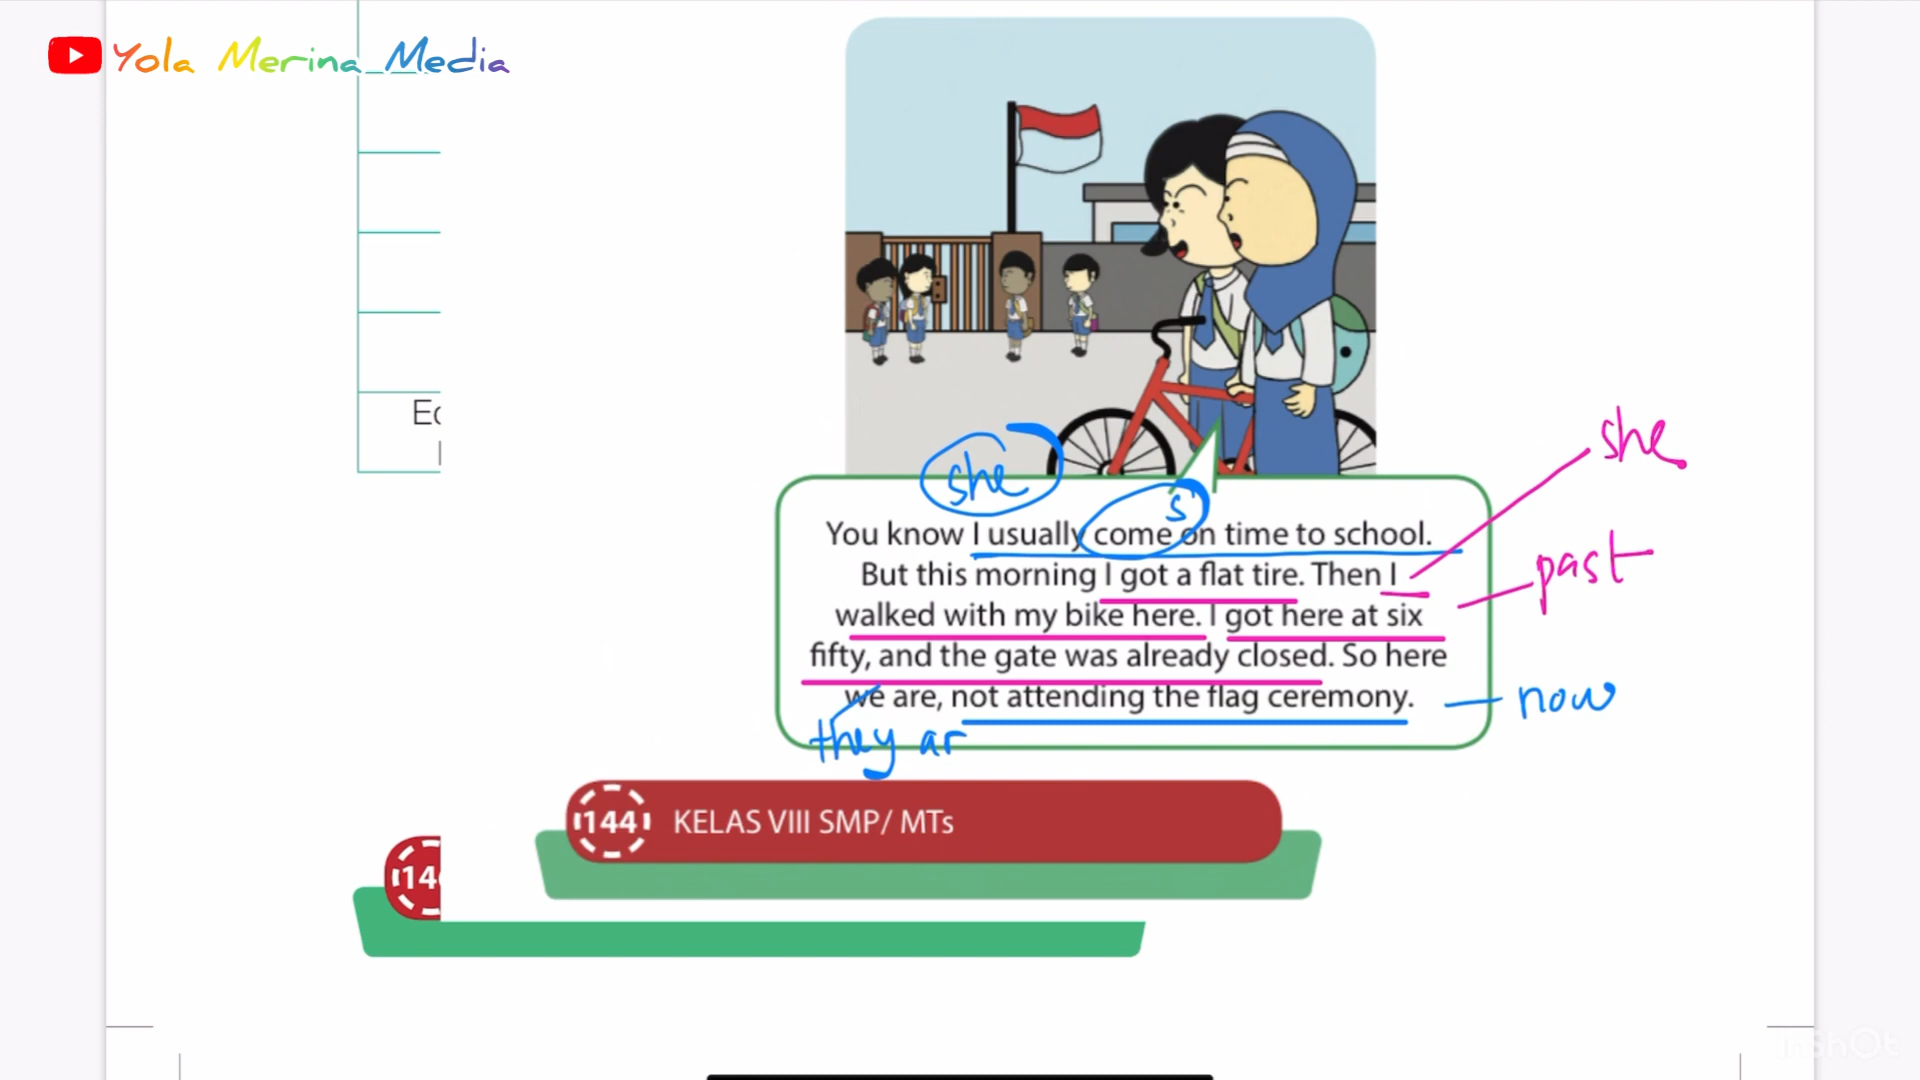 Yola Merina_Media
she
she
s
You know I usually come on time to school.
But this morning I got a flat tire. Then I
walked with my bike here. I got here at six
fifty, and the gate was already closed. So here
we are, not attending the flag ceremony.
past
now
they ar
144 KELAS VIII SMP/ MTs